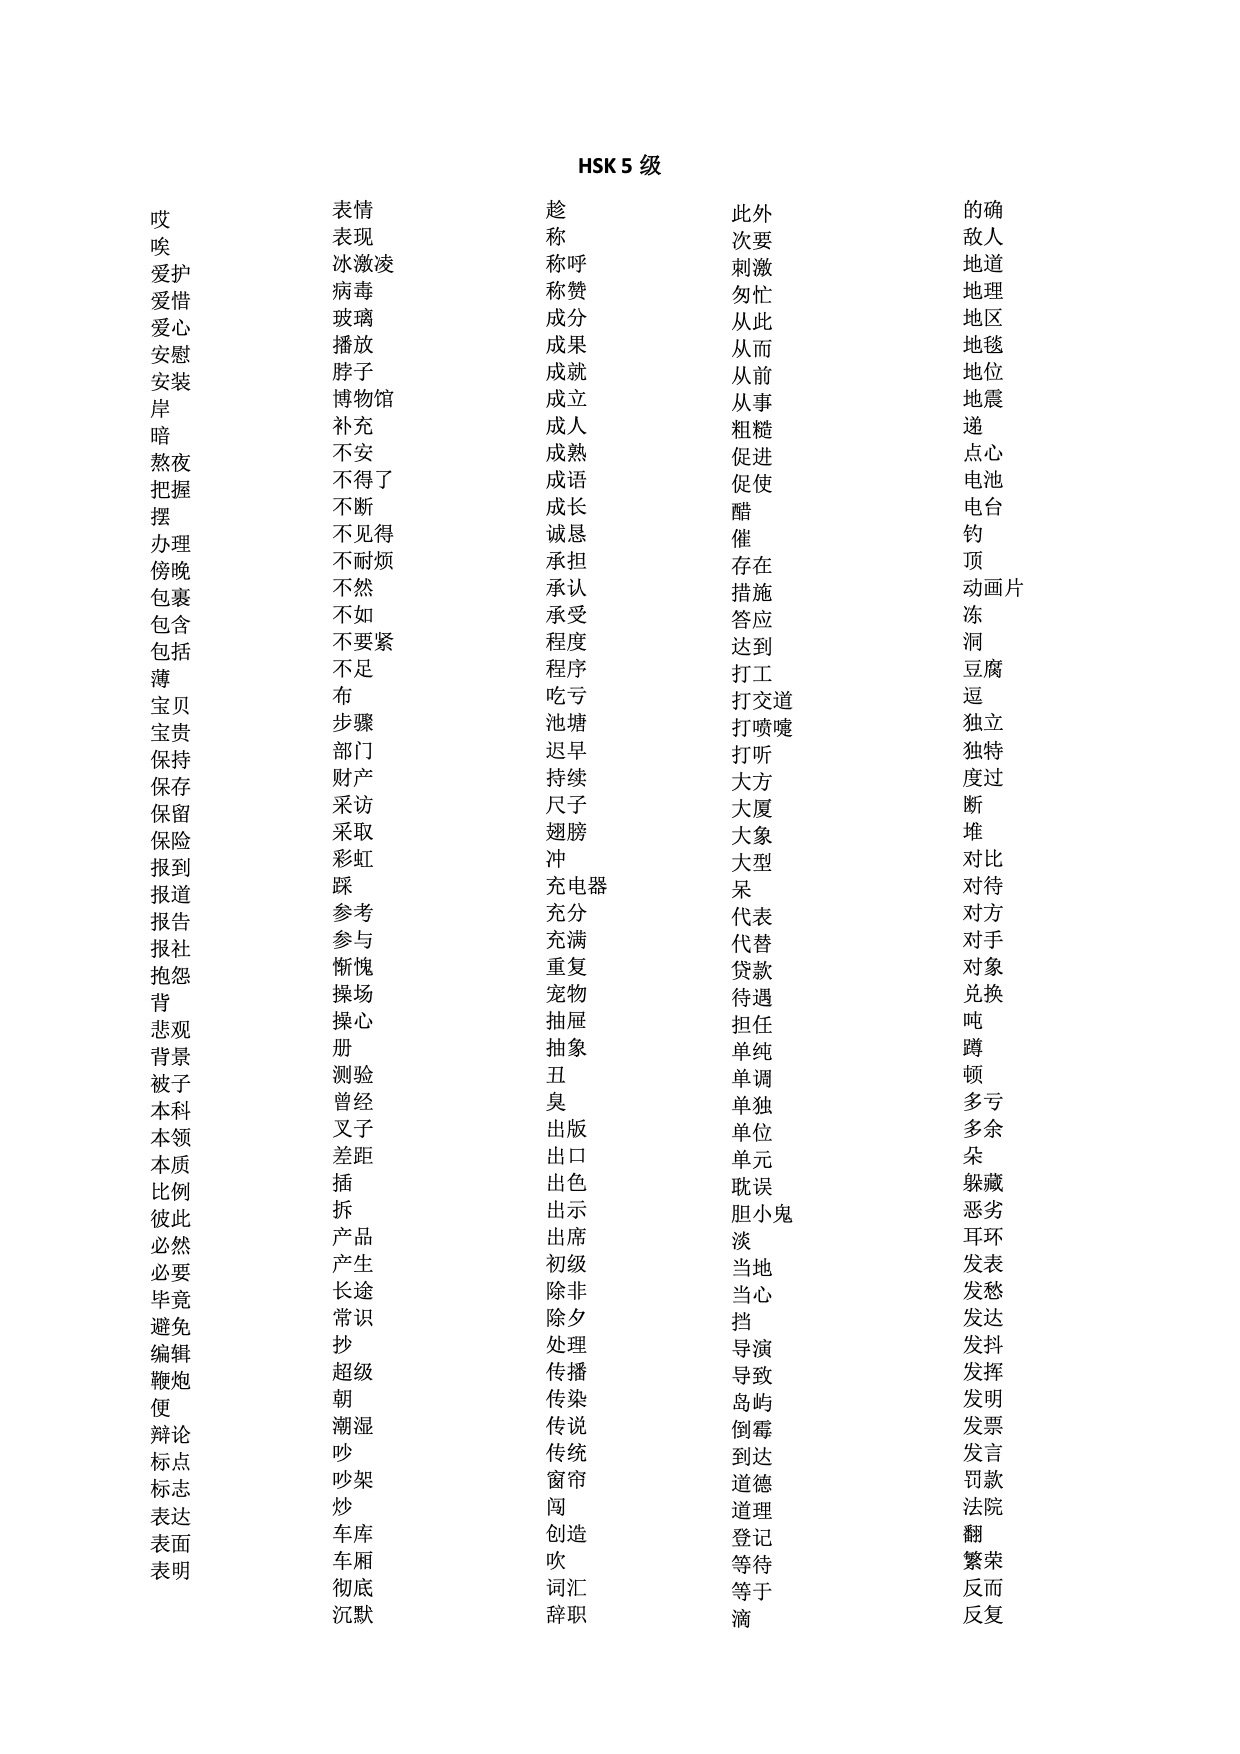 HSK 5 级
哎
唉
爱护
爱惜
爱心
安慰
安装
岸
暗
熬夜
把握
摆
办理
傍晚
包裹
包含
包括
薄
宝贝
宝贵
保持
保存
保留
保险
报到
报道
报告
报社
抱怨
背
悲观
背景
被子
本科
本领
本质
比例
彼此
必然
必要
毕竟
避免
编辑
鞭炮
便
辩论
标点
标志
表达
表面
表明
表情
表现
冰激凌
病毒
玻璃
播放
脖子
博物馆
补充
不安
不得了
不断
不见得
不耐烦
不然
不如
不要紧
不足
布
步骤
部门
财产
采访
采取
彩虹
踩
参考
参与
惭愧
操场
操心
册
测验
曾经
叉子
差距
插
拆
产品
产生
长途
常识
抄
超级
朝
潮湿
吵
吵架
炒
车库
车厢
彻底
沉默
趁
称
称呼
称赞
成分
成果
成就
成立
成人
成熟
成语
成长
诚恳
承担
承认
承受
程度
程序
吃亏
池塘
迟早
持续
尺子
翅膀
冲
充电器
充分
充满
重复
宠物
抽屉
抽象
丑
臭
出版
出口
出色
出示
出席
初级
除非
除夕
处理
传播
传染
传说
传统
窗帘
闯
创造
吹
词汇
辞职
此外
次要
刺激
匆忙
从此
从而
从前
从事
粗糙
促进
促使
醋
催
存在
措施
答应
达到
打工
打交道
打喷嚏
打听
大方
大厦
大象
大型
呆
代表
代替
贷款
待遇
担任
单纯
单调
单独
单位
单元
耽误
胆小鬼
淡
当地
当心
挡
导演
导致
岛屿
倒霉
到达
道德
道理
登记
等待
等于
滴
的确
敌人
地道
地理
地区
地毯
地位
地震
递
点心
电池
电台
钓
顶
动画片
冻
洞
豆腐
逗
独立
独特
度过
断
堆
对比
对待
对方
对手
对象
兑换
吨
蹲
顿
多亏
多余
朵
躲藏
恶劣
耳环
发表
发愁
发达
发抖
发挥
发明
发票
发言
罚款
法院
翻
繁荣
反而
反复